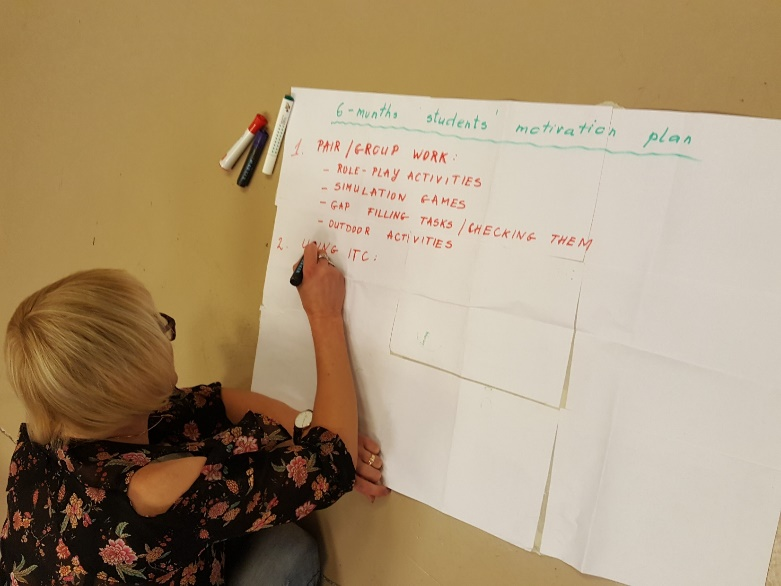 6-months students' motivation plan
1. PAIR/GROUP WORK:
- ROLE-PLAY ACTIVITIES
- SIMULATION GAMES
- GAP FILLING TASKS/CHECKING THEM
- OUTDOOR ACTIVITIES
2. USING ITC: